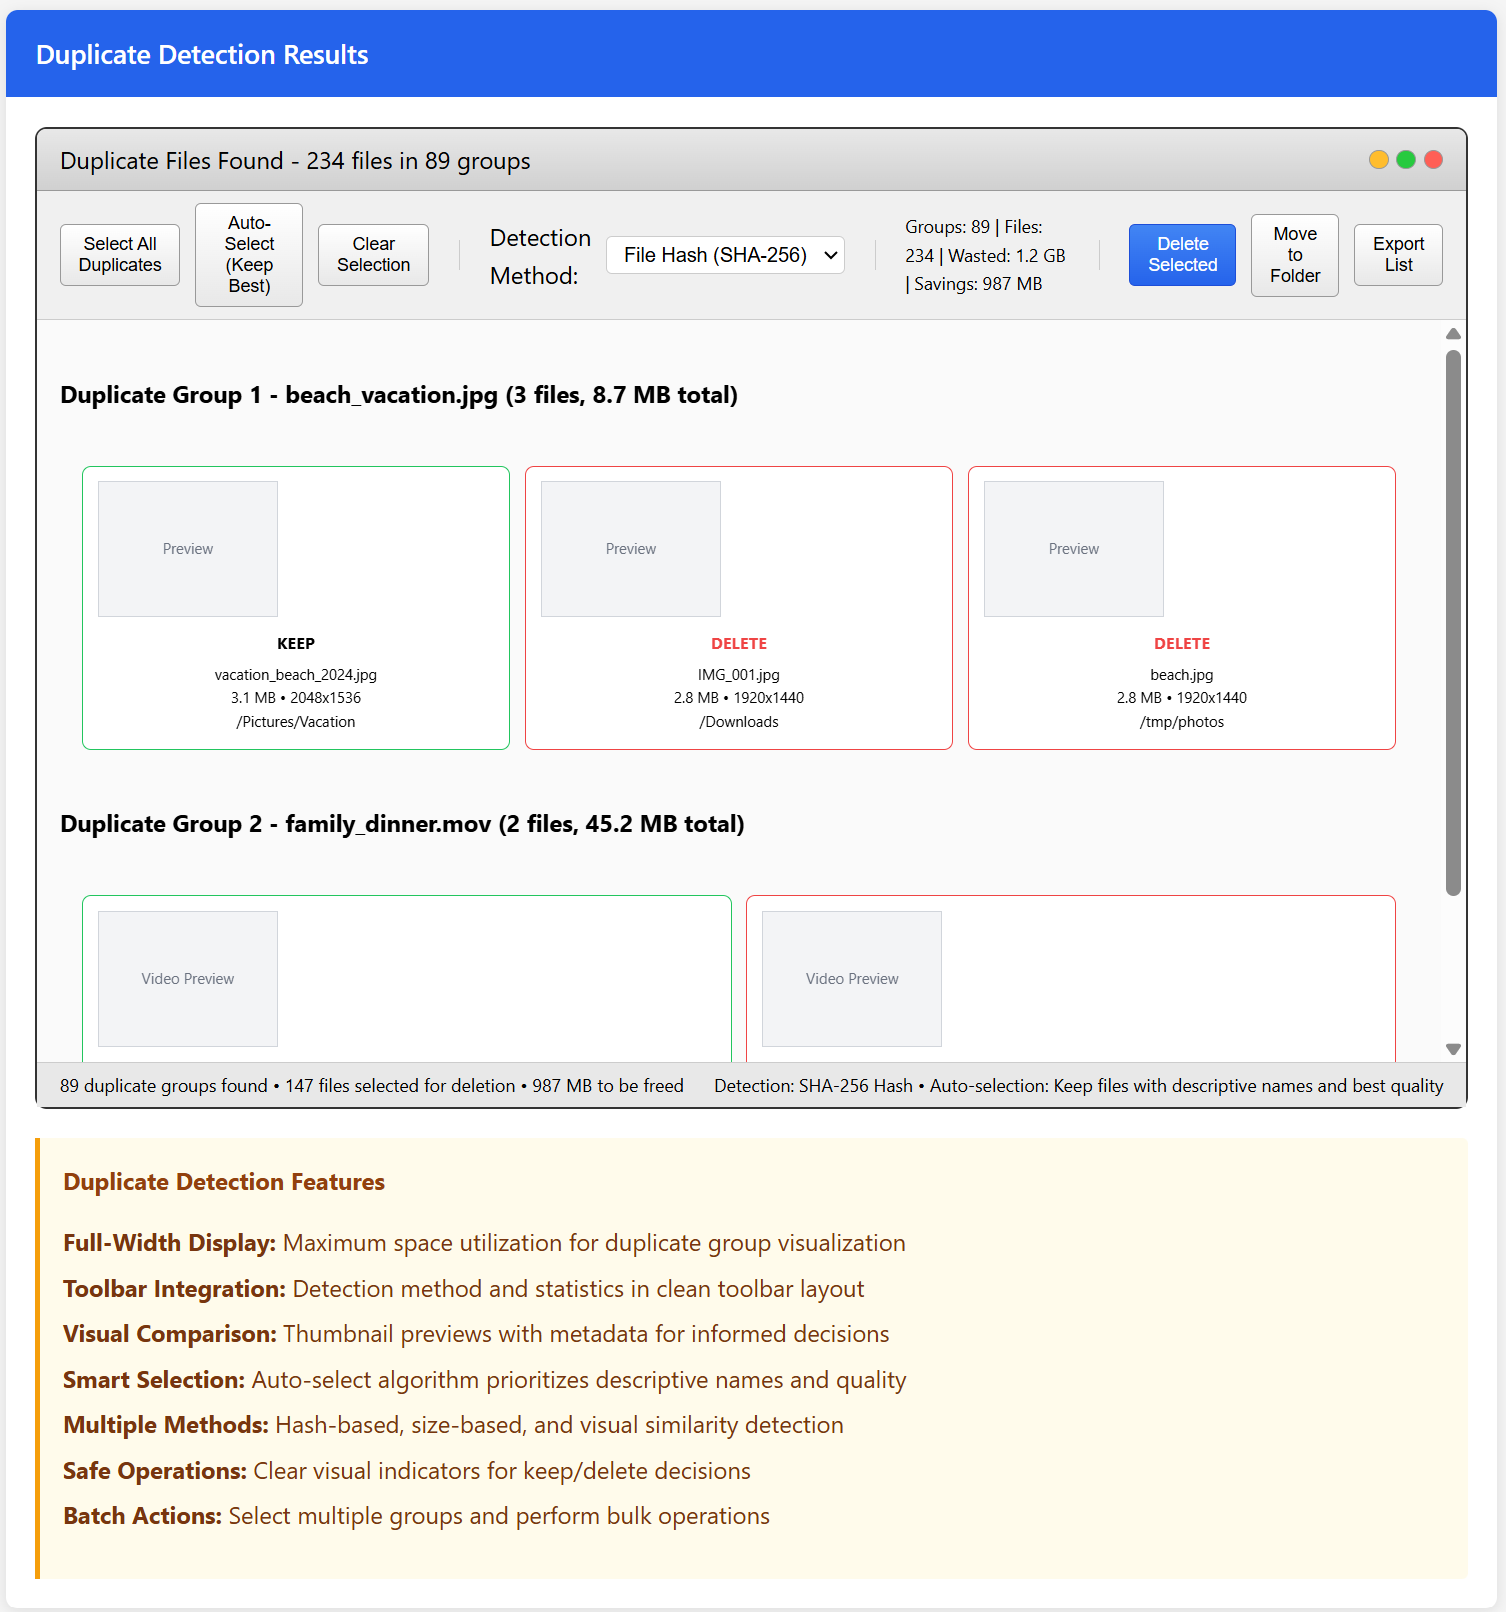 Duplicate Detection Results
Duplicate Files Found - 234 files in 89 groups
Select All
Duplicates
Auto-
Select
(Keep
Best)
Clear
Selection
Detection
Method:
File Hash (SHA-256)
Groups: 89 | Files:
234 | Wasted: 1.2 GB
| Savings: 987 MB
Delete
Selected
Move
to
Folder
Export
List
Duplicate Group 1 - beach_vacation.jpg (3 files, 8.7 MB total)
Preview
KEEP
vacation_beach_2024.jpg
3.1 MB • 2048x1536
/Pictures/Vacation
Preview
DELETE
IMG_001.jpg
2.8 MB • 1920x1440
/Downloads
Preview
DELETE
beach.jpg
2.8 MB • 1920x1440
/tmp/photos
Duplicate Group 2 - family_dinner.mov (2 files, 45.2 MB total)
Video Preview
Video Preview
89 duplicate groups found • 147 files selected for deletion • 987 MB to be freed
Detection: SHA-256 Hash • Auto-selection: Keep files with descriptive names and best quality
Duplicate Detection Features
Full-Width Display: Maximum space utilization for duplicate group visualization
Toolbar Integration: Detection method and statistics in clean toolbar layout
Visual Comparison: Thumbnail previews with metadata for informed decisions
Smart Selection: Auto-select algorithm prioritizes descriptive names and quality
Multiple Methods: Hash-based, size-based, and visual similarity detection
Safe Operations: Clear visual indicators for keep/delete decisions
Batch Actions: Select multiple groups and perform bulk operations